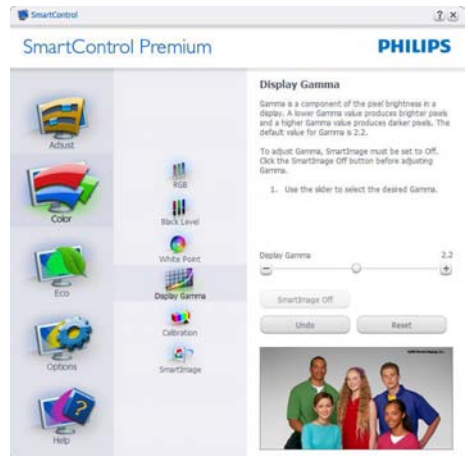 SmartControl
SmartControl Premium
PHILIPS
Adjust
Color
Eco
Options
Help
RGB
Black Level
White Point
Display Gamma
Calibration
SmartImage
Display Gamma
Gamma is a component of the pixel brightness in a
display. A lower Gamma value produces brighter pixels
and a higher Gamma value produces darker pixels. The
default value for Gamma is 2.2.
To adjust Gamma, SmartImage must be set to Off.
Click the SmartImage Off button before adjusting
Gamma.
1. Use the slider to select the desired Gamma.
Display Gamma 2.2
SmartImage Off
Undo Reset